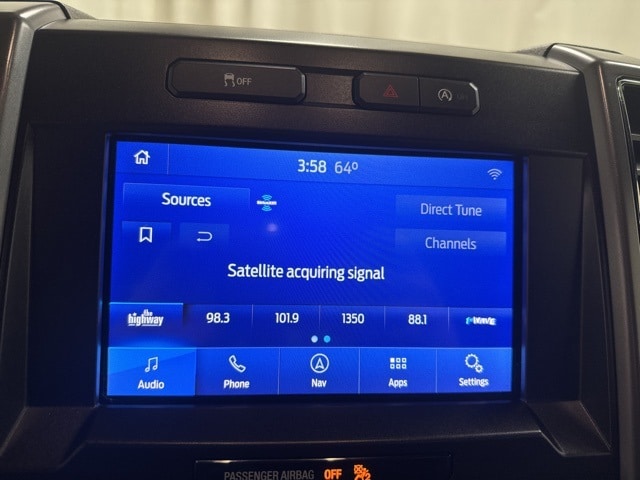 OFF
3:58 64°
Sources
Direct Tune
Channels
Satellite acquiring signal
the highway 98.3 101.9 1350 88.1
Audio Phone Nav Apps Settings
PASSENGER AIRBAG OFF